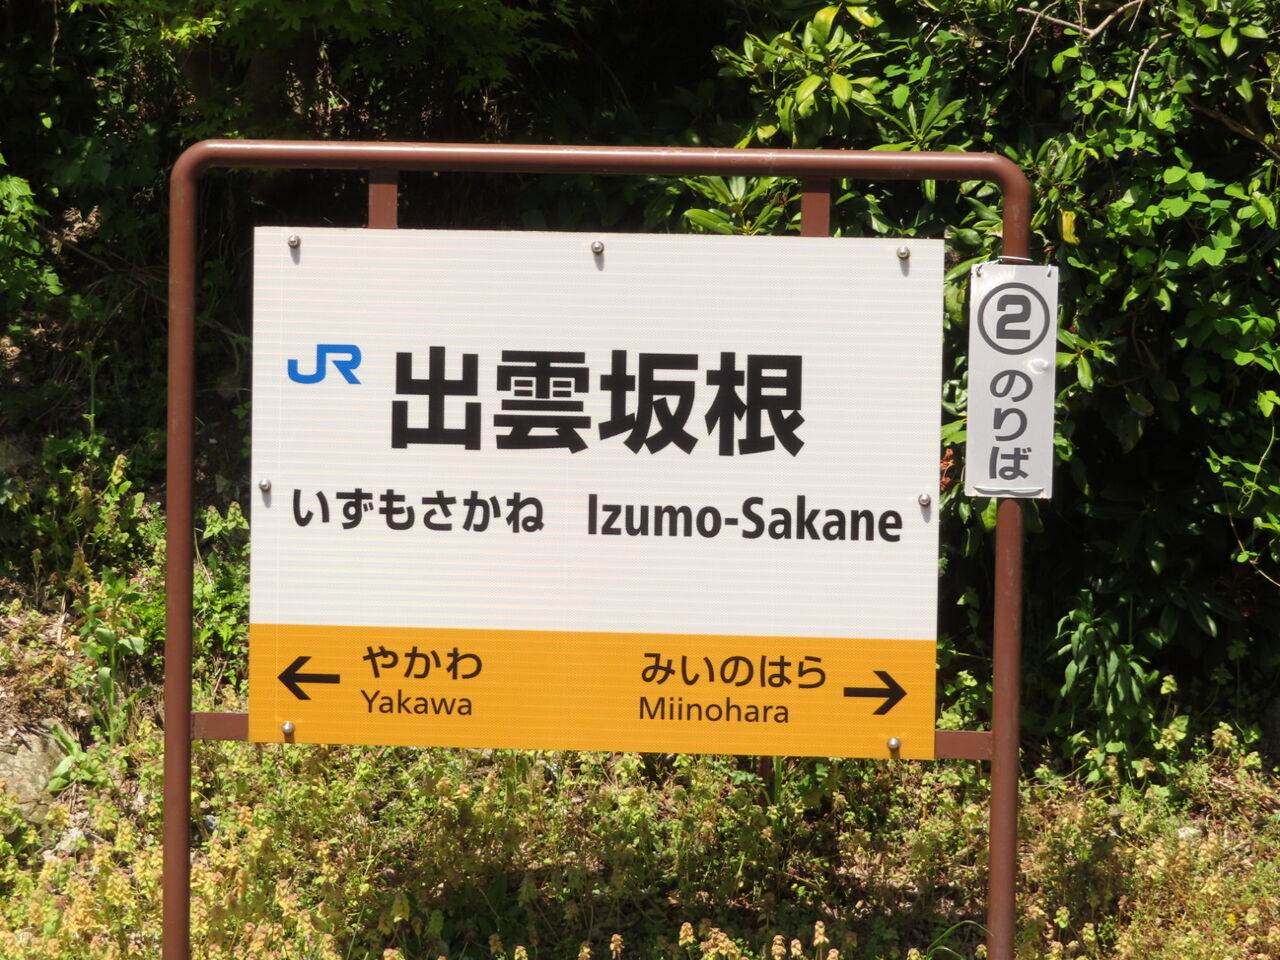 JR 出雲坂根
いずもさかね Izumo-Sakane
← やかわ
Yakawa
みいのはら →
Miinohara
②のりば